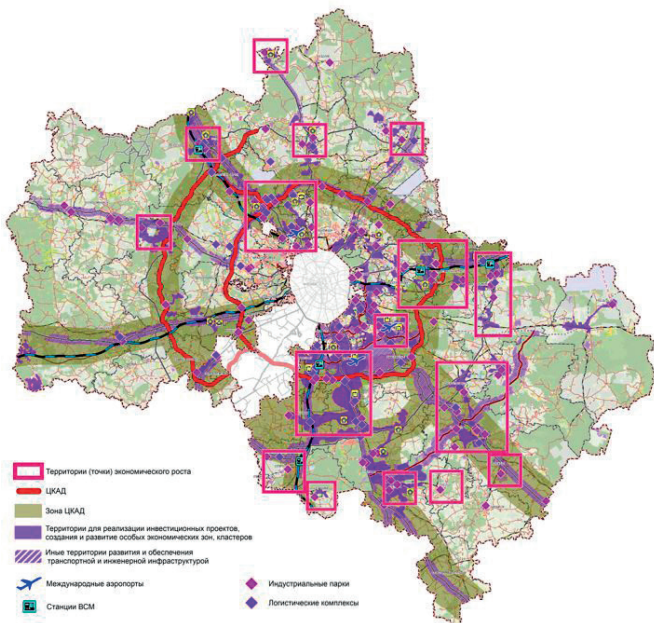 Территории (точки) экономического роста
ЦКАД
Зона ЦКАД
Территории для реализации инвестиционных проектов,
создания и развитие особых экономических зон, кластеров
Иные территории развития и обеспечения
транспортной и инженерной инфраструктурой
Международные аэропорты
Станции ВСМ
Индустриальные парки
Логистические комплексы